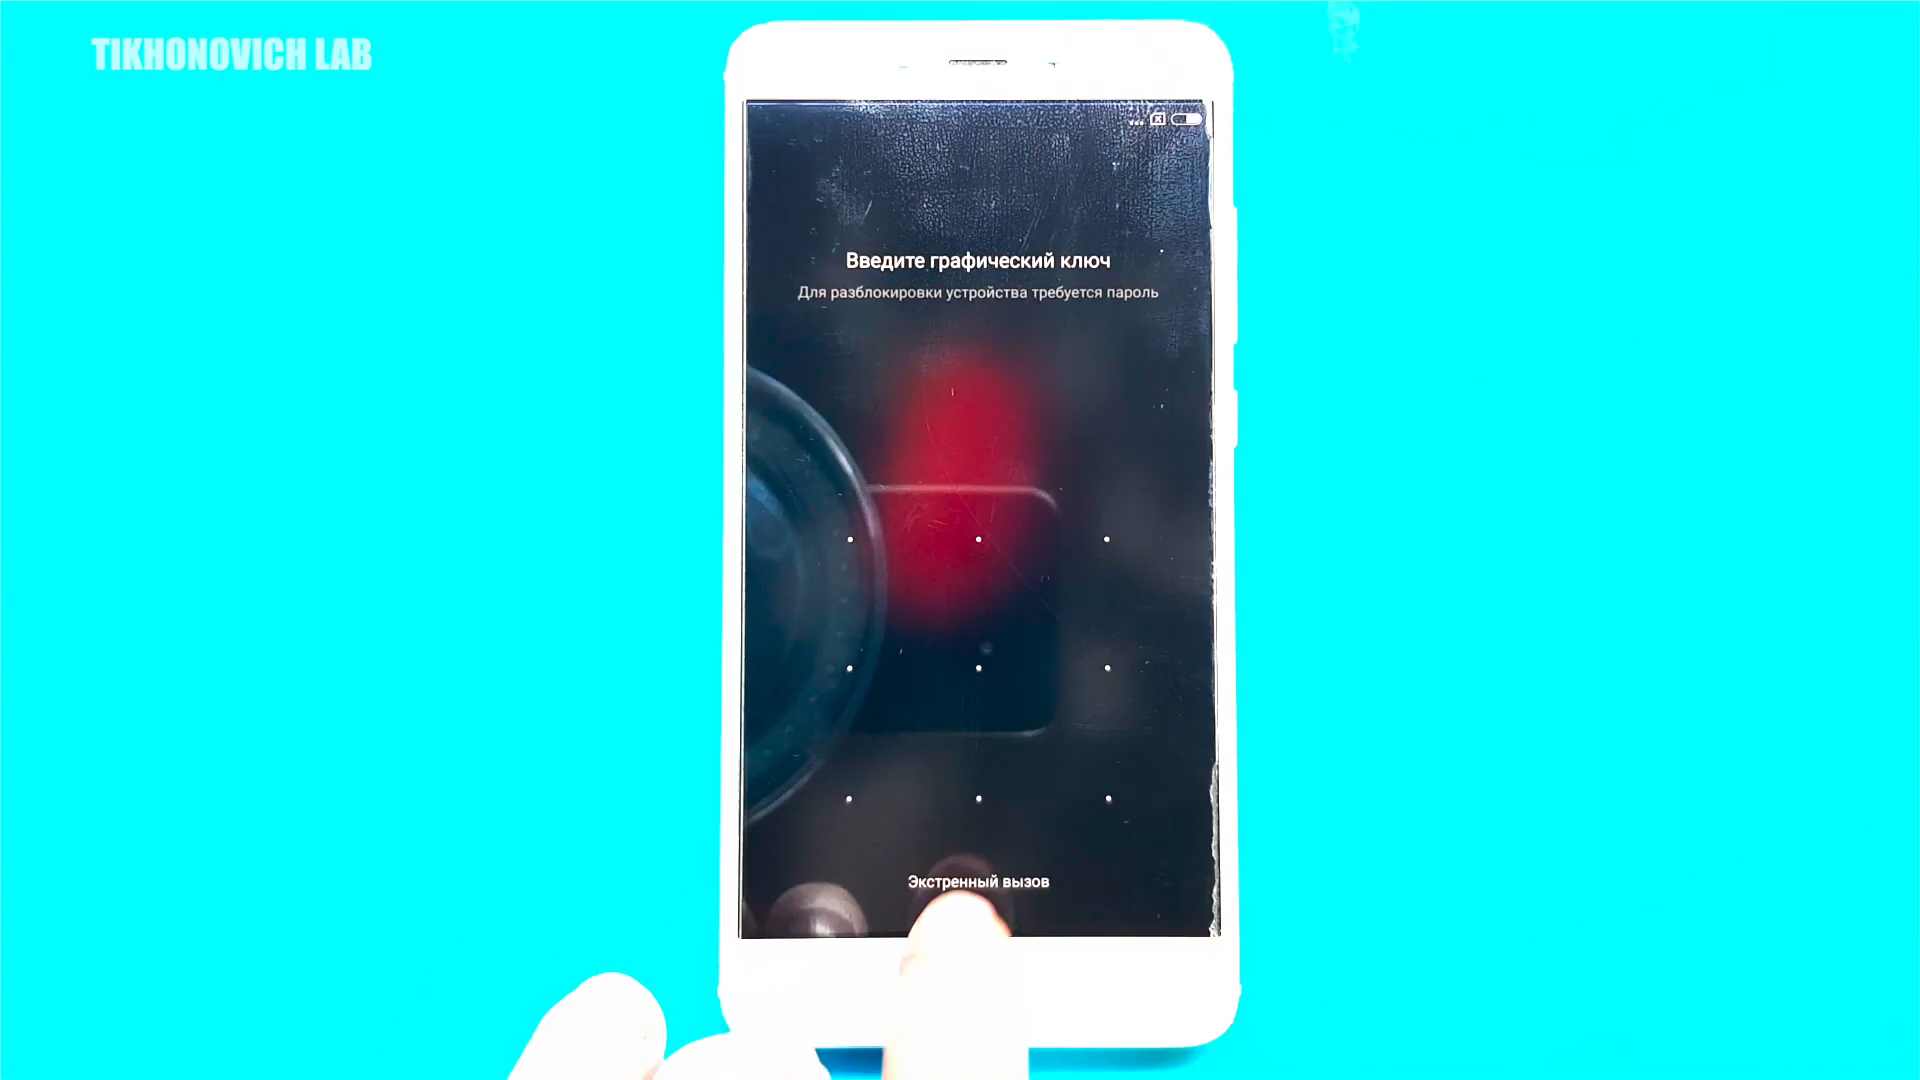 TIKHONOVICH LAB
Введите графический ключ
Для разблокировки устройства требуется пароль
Экстренный вызов